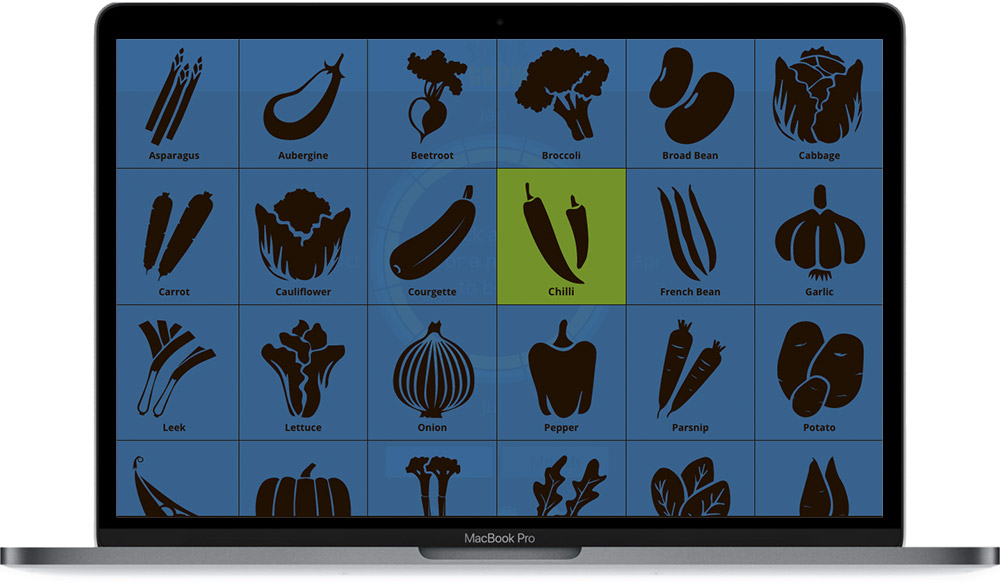 Asparagus
Aubergine
Beetroot
Broccoli
Broad Bean
Cabbage
Carrot
Cauliflower
Courgette
Chilli
French Bean
Garlic
Leek
Lettuce
Onion
Pepper
Parsnip
Potato
MacBook Pro